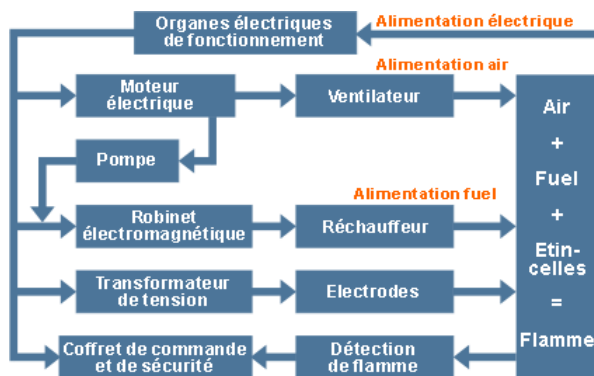 Organes électriques
de fonctionnement
Alimentation électrique
Alimentation air
Moteur
électrique
Ventilateur
Pompe
Alimentation fuel
Robinet
électromagnétique
Réchauffeur
Transformateur
de tension
Electrodes
Coffret de commande
et de sécurité
Détection
de flamme
Air
+
Fuel
+
Etin-
celles
=
Flamme